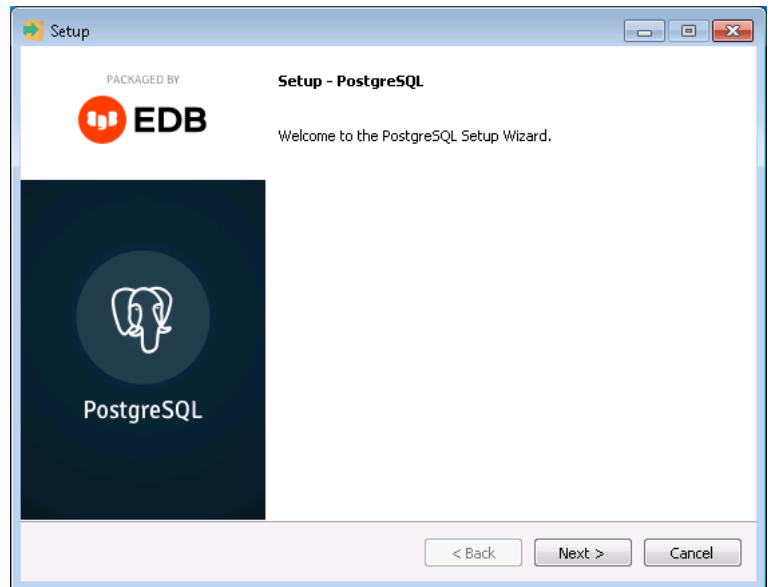 Setup
PACKAGED BY
EDB
Setup - PostgreSQL
Welcome to the PostgreSQL Setup Wizard.
PostgreSQL
< Back
Next >
Cancel